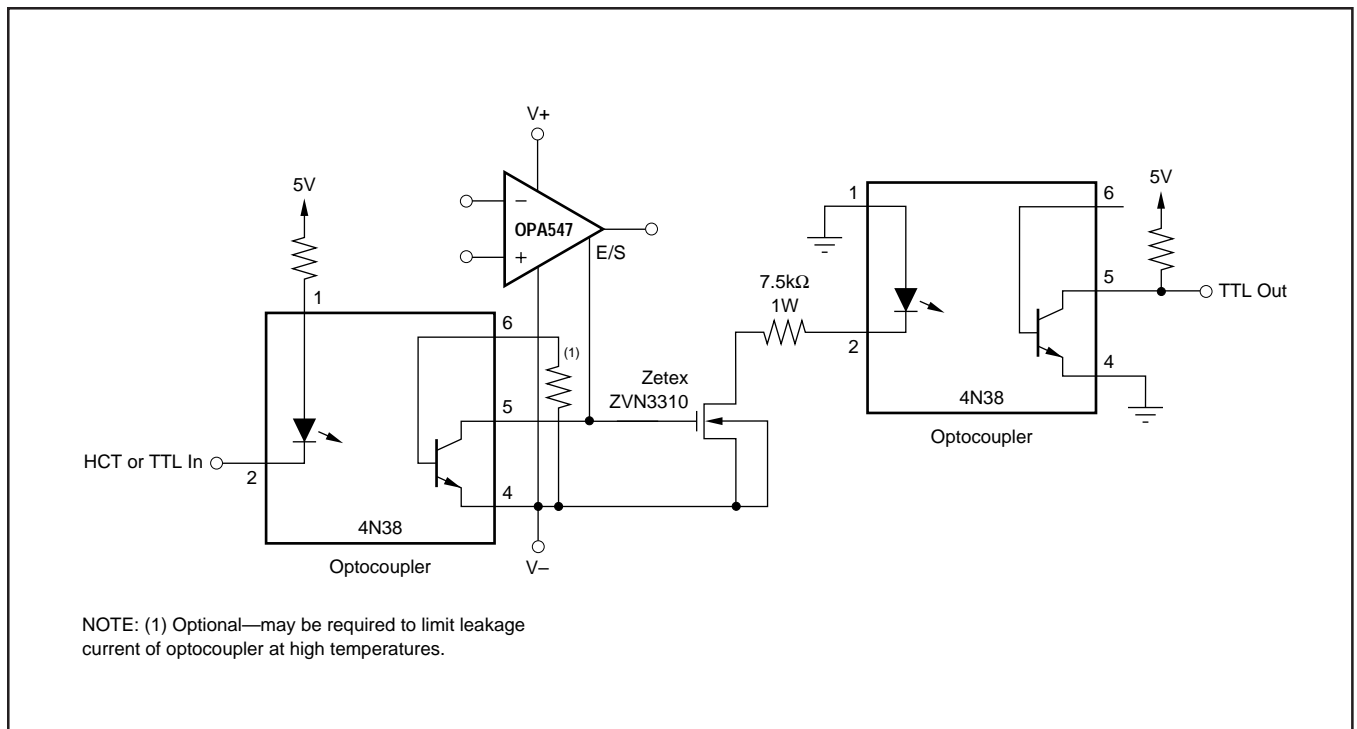 V+
5V
–
OPA547
+
E/S
1
6
(1)
5
4
2
HCT or TTL In
4N38
Optocoupler
V–
Zetex
ZVN3310
7.5kΩ
1W
1
2
6
5V
5
TTL Out
4
4N38
Optocoupler
NOTE: (1) Optional—may be required to limit leakage
current of optocoupler at high temperatures.